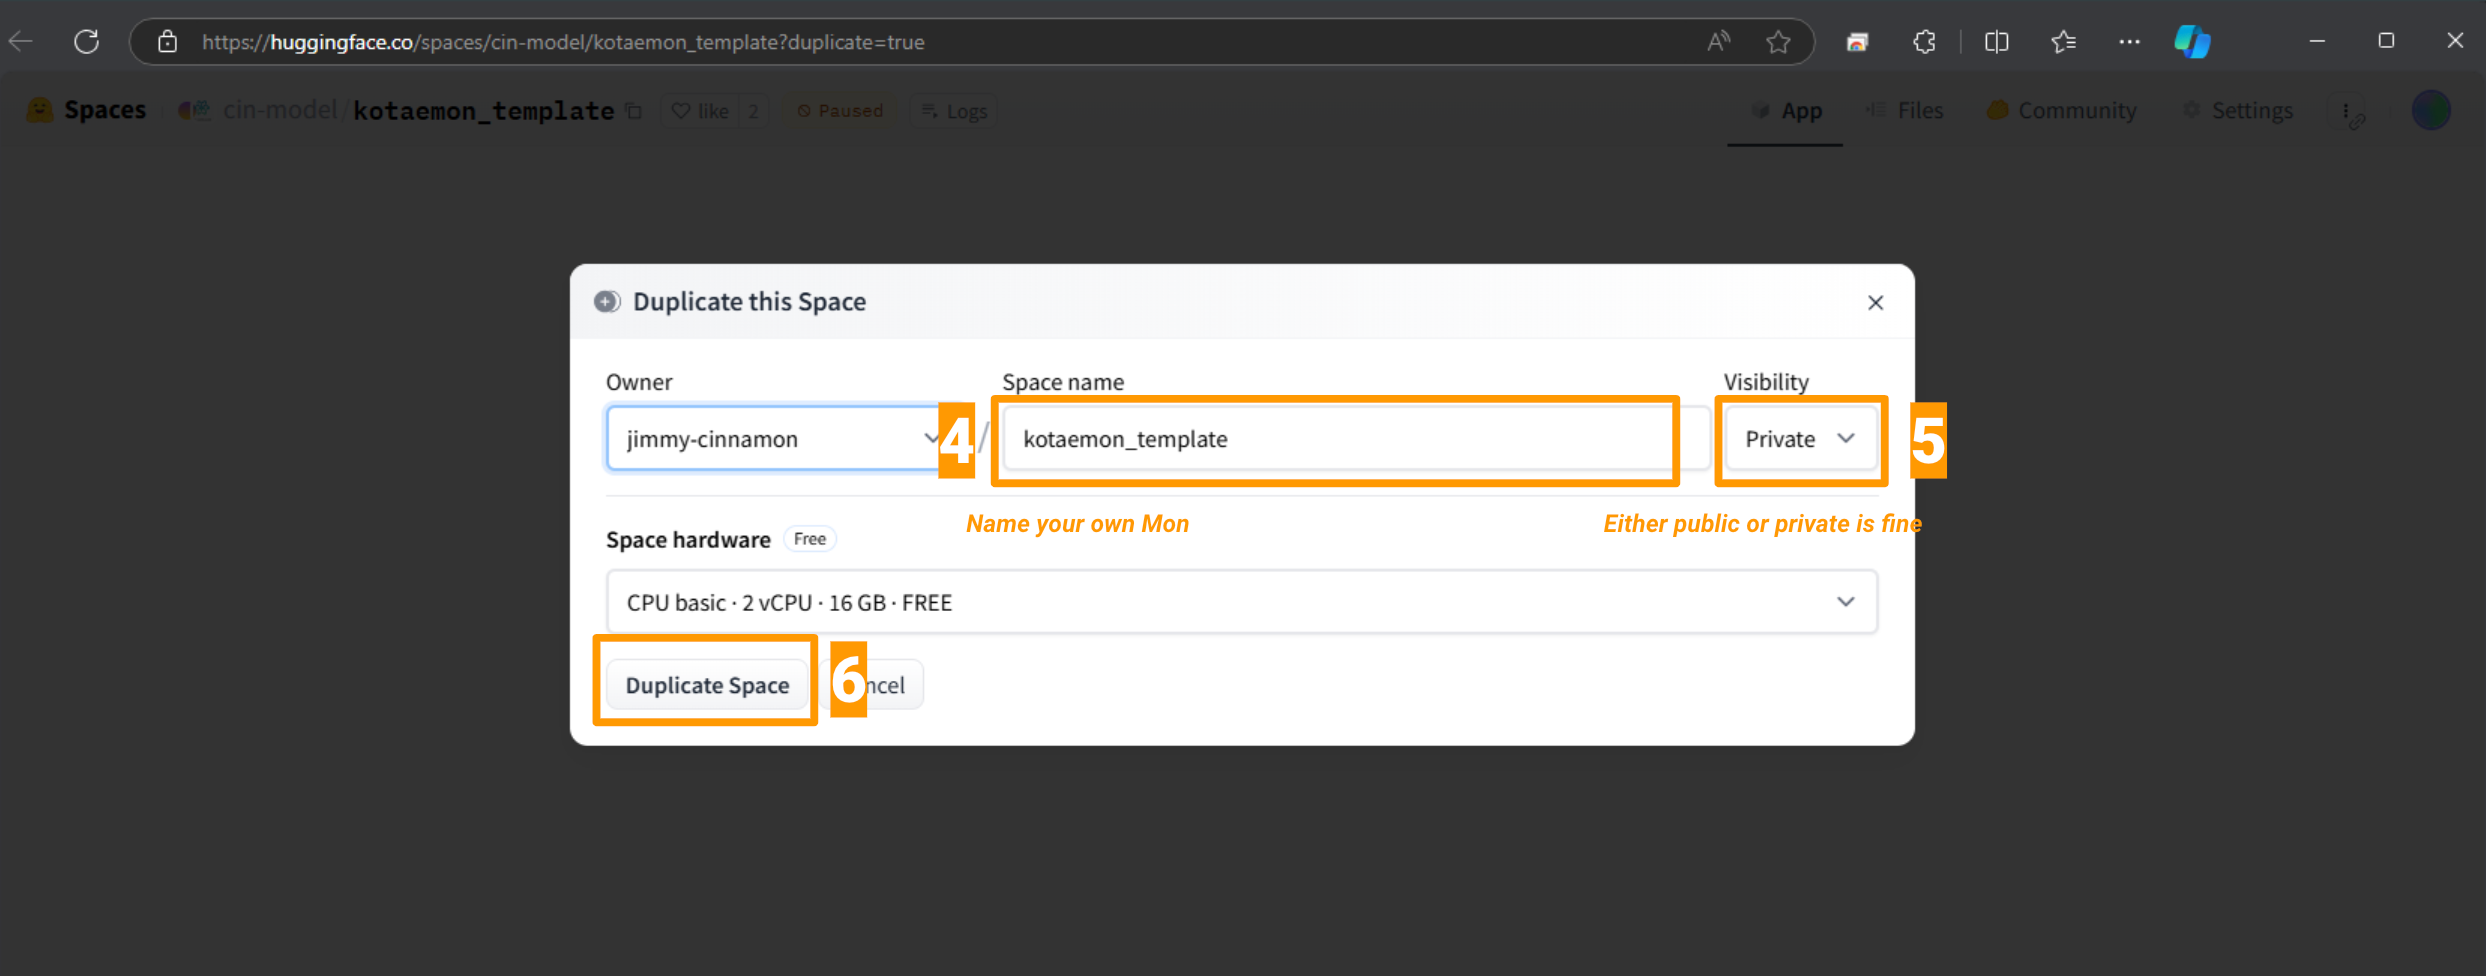 https://huggingface.co/spaces/cin-model/kotaemon_template?duplicate=true
Spaces cin-model/kotaemon_template like 2 Paused Logs App Files Community Settings
Duplicate this Space
Owner Space name Visibility
jimmy-cinnamon 4 / kotaemon_template Private 5
Name your own Mon Either public or private is fine
Space hardware Free
CPU basic · 2 vCPU · 16 GB · FREE
Duplicate Space 6 ncel